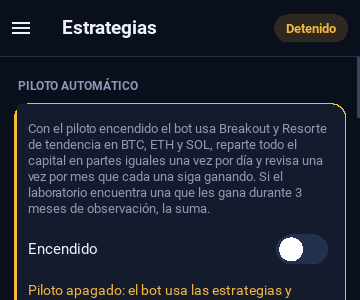 Estrategias
Detenido
PILOTO AUTOMÁTICO
Con el piloto encendido el bot usa Breakout y Resorte
de tendencia en BTC, ETH y SOL, reparte todo el
capital en partes iguales una vez por día y revisa una
vez por mes que cada una siga ganando. Si el
laboratorio encuentra una que les gana durante 3
meses de observación, la suma.
Encendido
Piloto apagado: el bot usa las estrategias y